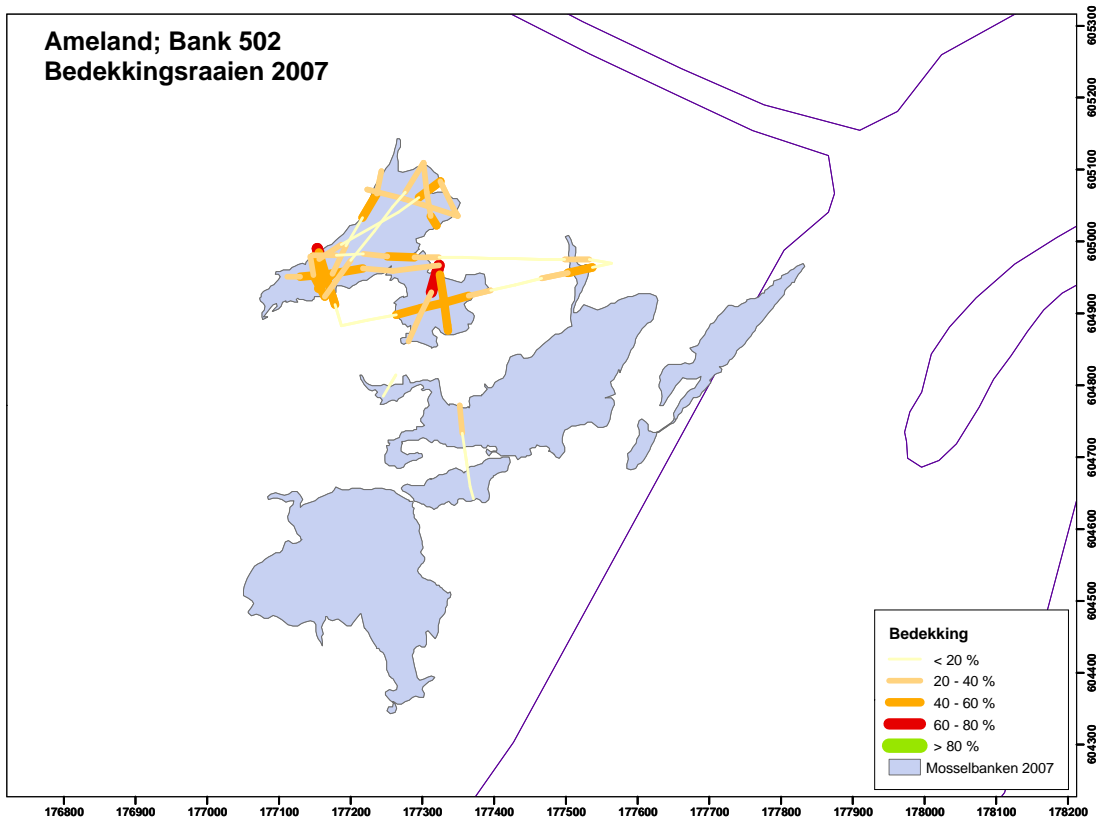 Ameland; Bank 502
Bedekkingsraaien 2007
605300
605200
605100
605000
604900
604800
604700
604600
604500
604400
604300
Bedekking
< 20 %
20 - 40 %
40 - 60 %
60 - 80 %
> 80 %
Mosselbanken 2007
176800 176900 177000 177100 177200 177300 177400 177500 177600 177700 177800 177900 178000 178100 178200